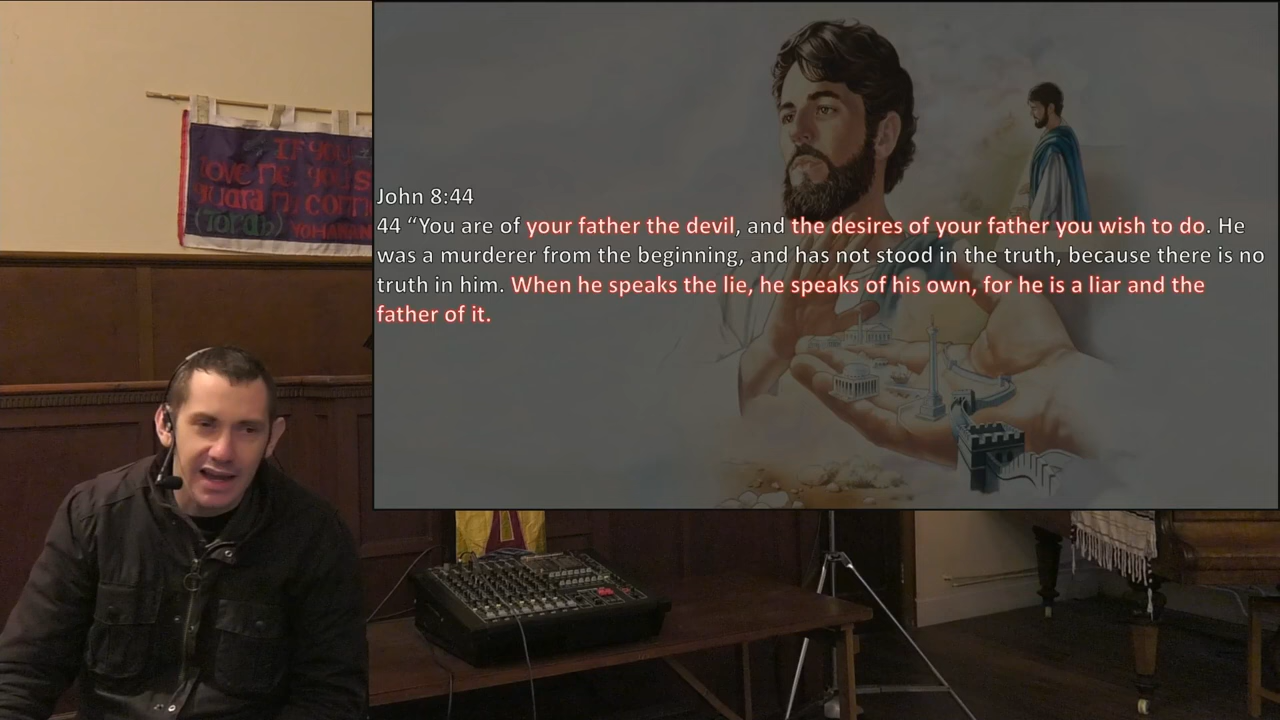 IF YOU
LOVE ME, YOU
GUARD
(Torah) YOHANAN
John 8:44
44 “You are of your father the devil, and the desires of your father you wish to do. He
was a murderer from the beginning, and has not stood in the truth, because there is no
truth in him. When he speaks the lie, he speaks of his own, for he is a liar and the
father of it.